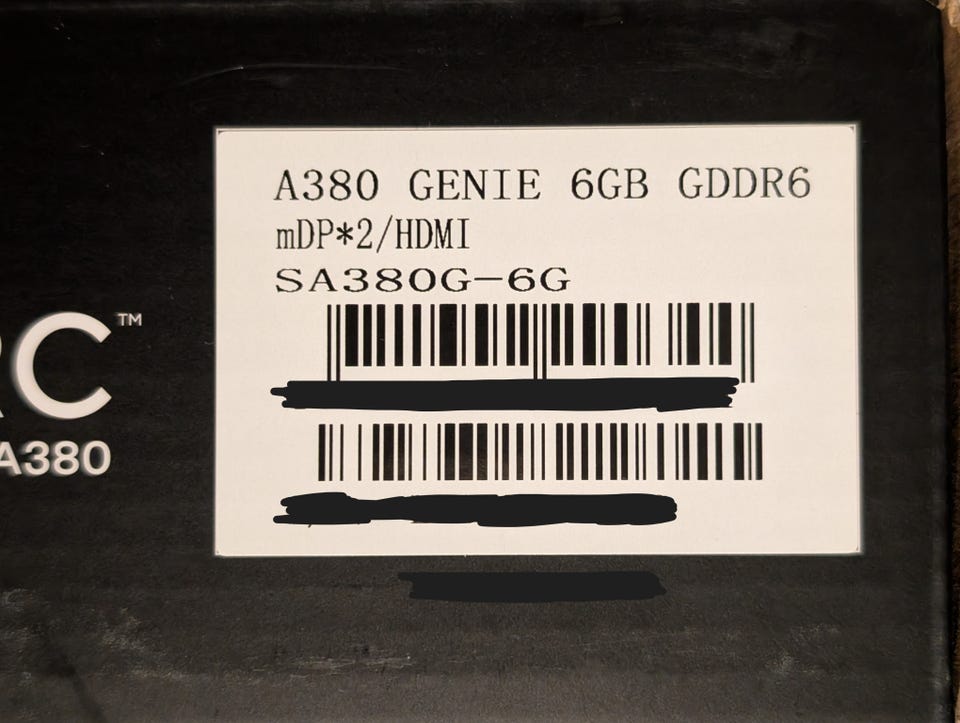 A380 GENIE 6GB GDDR6
mDP*2/HDMI
SA380G-6G
RC™
A380